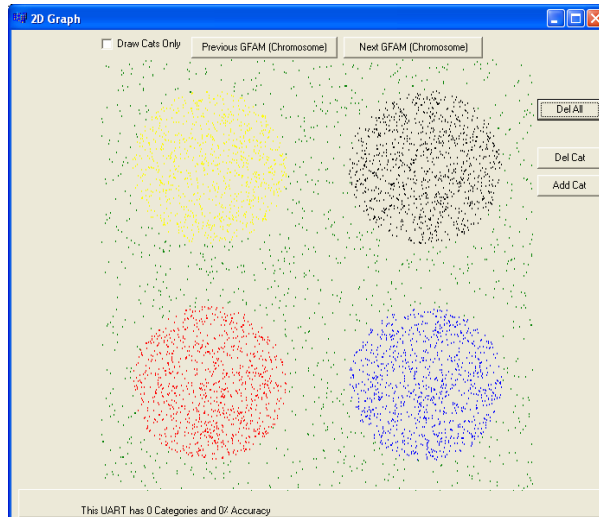 2D Graph
Draw Cats Only
Previous GFAM (Chromosome)
Next GFAM (Chromosome)
Del All
Del Cat
Add Cat
This UART has 0 Categories and 0% Accuracy